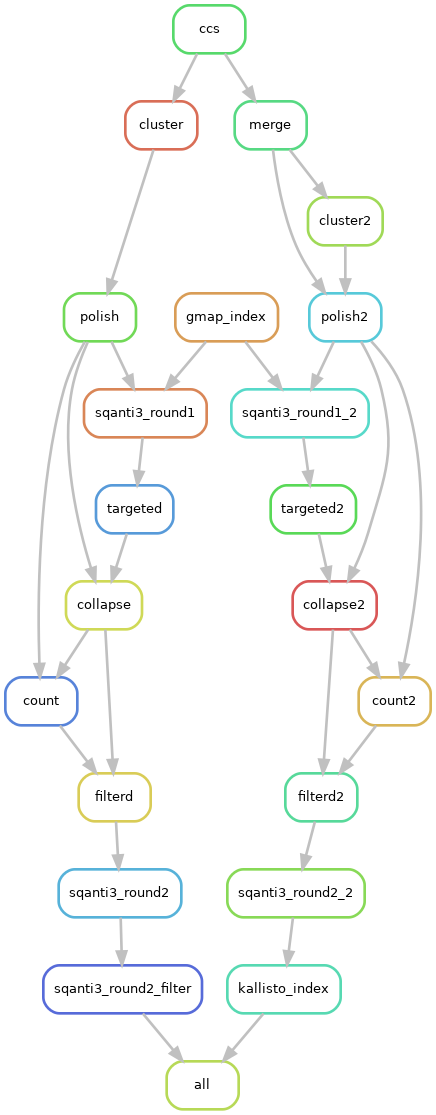 ccs
cluster
merge
cluster2
polish
gmap_index
polish2
sqanti3_round1
sqanti3_round1_2
targeted
targeted2
collapse
collapse2
count
count2
filterd
filterd2
sqanti3_round2
sqanti3_round2_2
sqanti3_round2_filter
kallisto_index
all